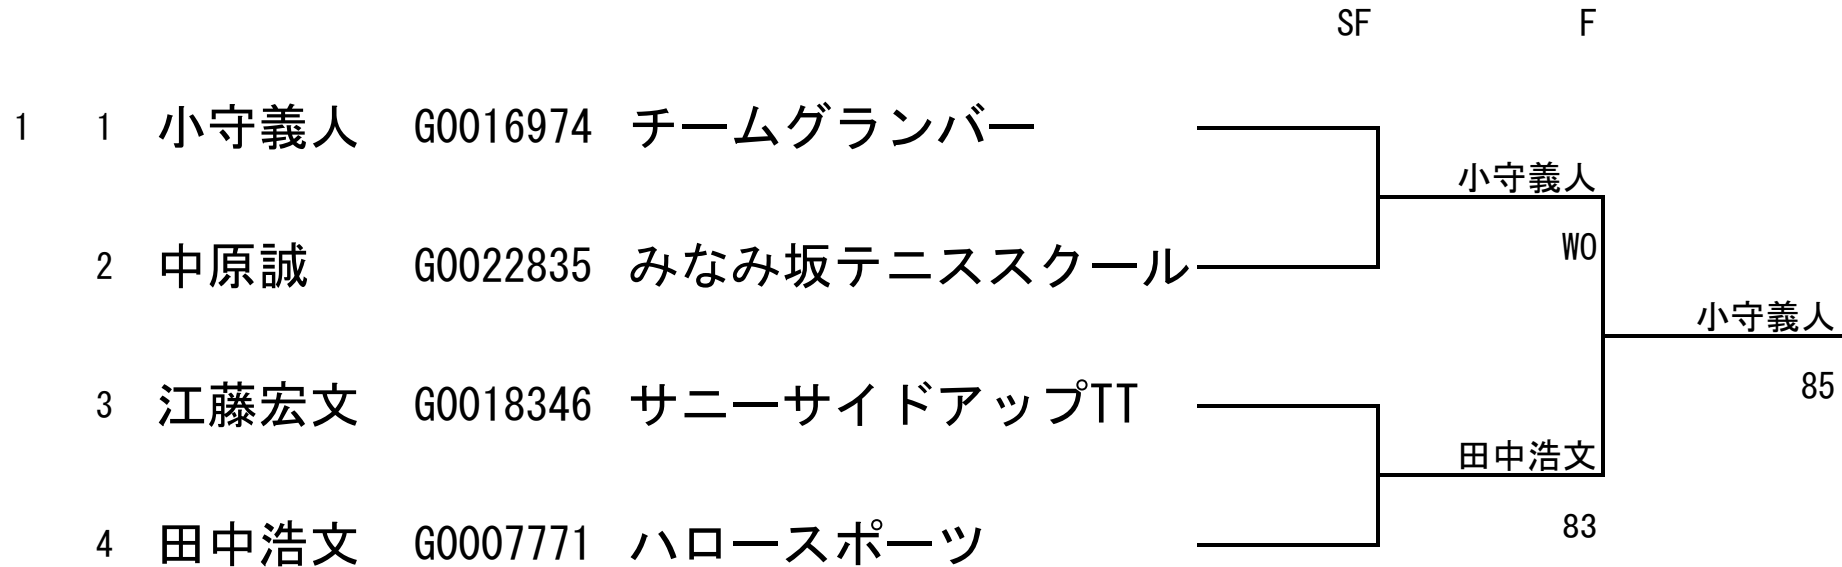 SF F
1 1 小守義人 G0016974 チームグランバー
小守義人
2 中原誠 G0022835 みなみ坂テニススクール
WO
小守義人
3 江藤宏文 G0018346 サニーサイドアップTT
85
田中浩文
4 田中浩文 G0007771 ハロースポーツ
83